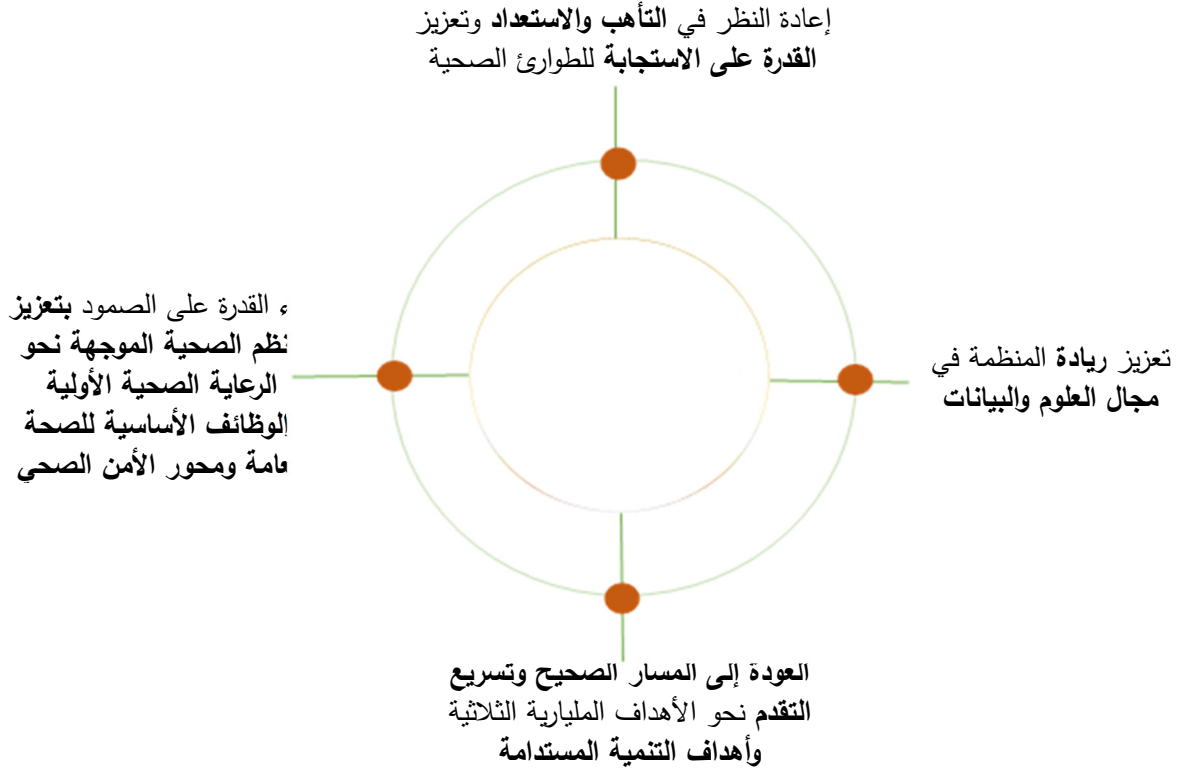 إعادة النظر في التأهب والاستعداد وتعزيز
القدرة على الاستجابة للطوارئ الصحية
تعزيز ريادة المنظمة في
مجال العلوم والبيانات
القدرة على الصمود بتعزيز
الصحية الموجهة نحو
الرعاية الصحية الأولية
الوظائف الأساسية للصحة
ومحور الأمن الصحي
العودة إلى المسار الصحيح وتسريع
التقدم نحو الأهداف المليارية الثلاثية
وأهداف التنمية المستدامة